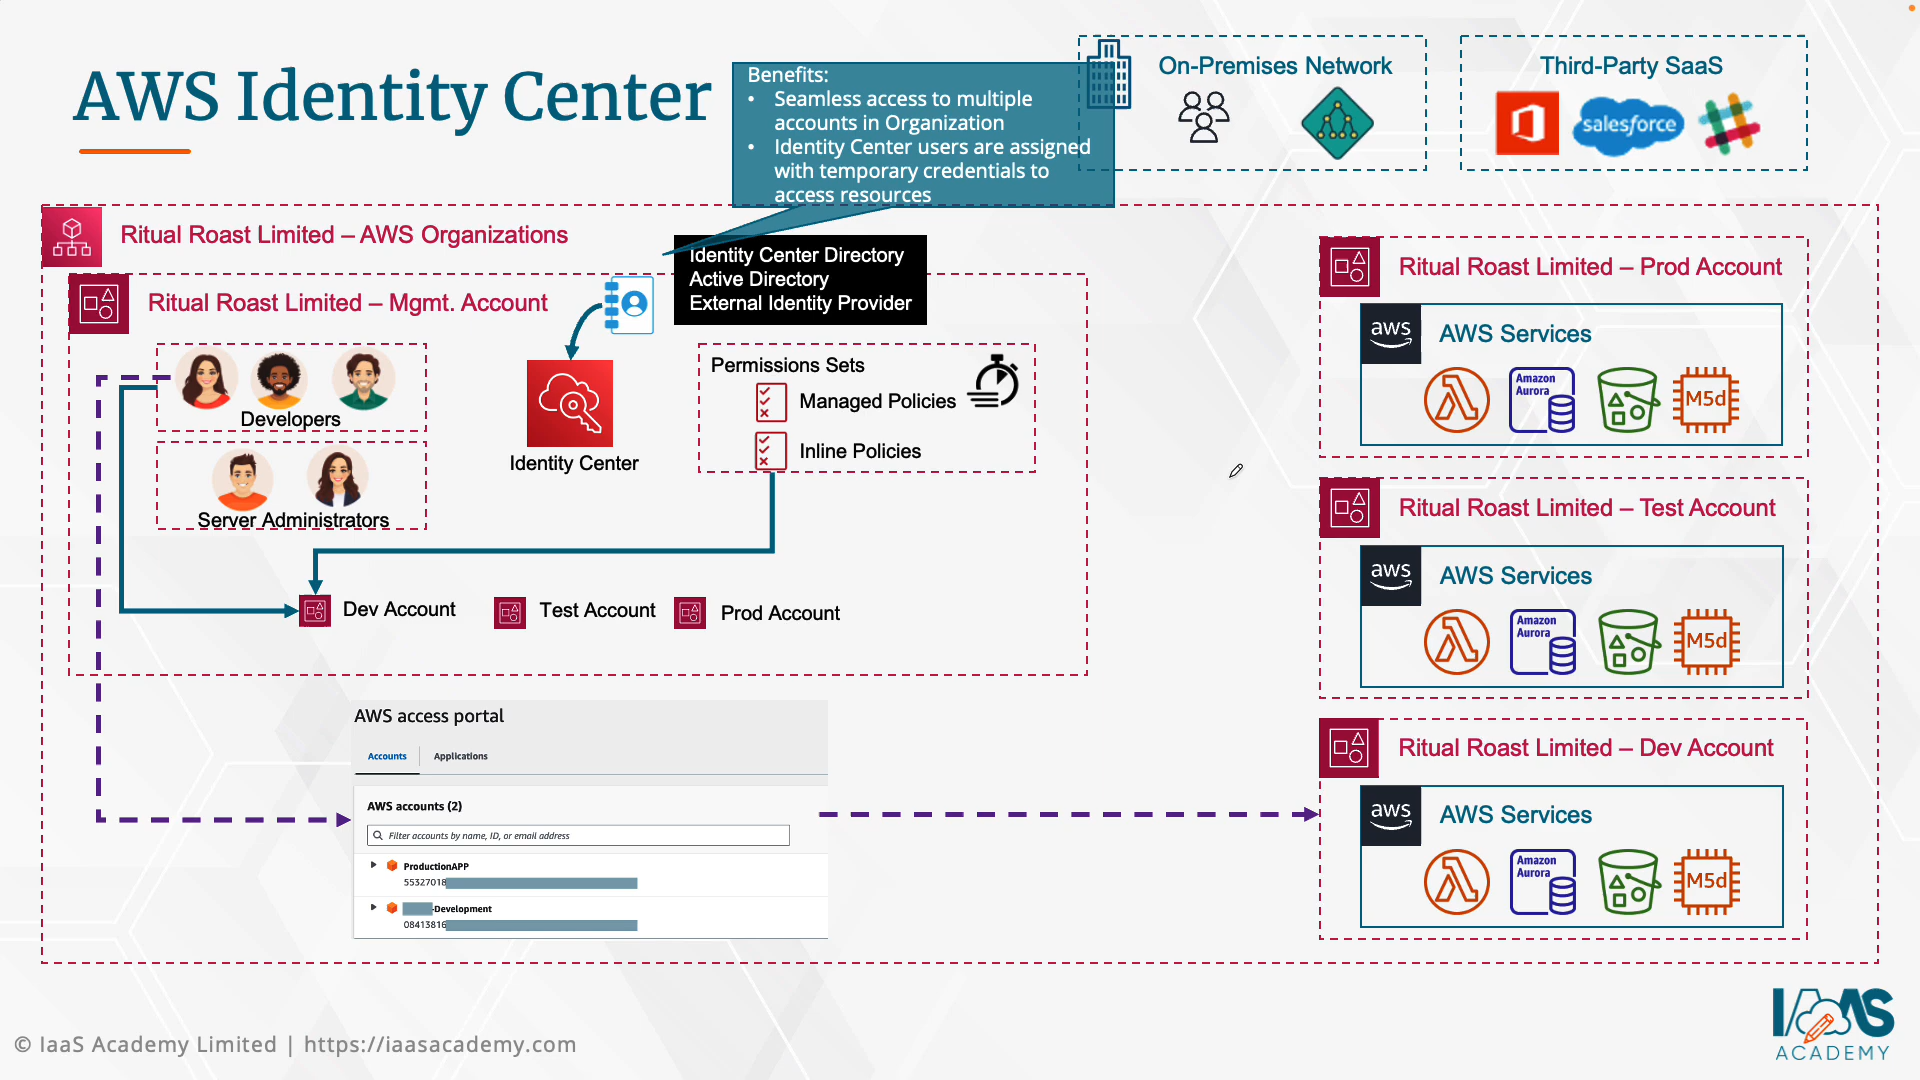 AWS Identity Center
Benefits:
• Seamless access to multiple
accounts in Organization
• Identity Center users are assigned
with temporary credentials to
access resources
On-Premises Network
Third-Party SaaS
salesforce
Ritual Roast Limited – AWS Organizations
Ritual Roast Limited – Mgmt. Account
Identity Center Directory
Active Directory
External Identity Provider
Developers
Server Administrators
Identity Center
Permissions Sets
Managed Policies
Inline Policies
Dev Account
Test Account
Prod Account
AWS access portal
Accounts
Applications
AWS accounts (2)
Filter accounts by name, ID, or email address
ProductionAPP
55327018
-Development
08413816
Ritual Roast Limited – Prod Account
aws
AWS Services
Amazon
Aurora
M5d
Ritual Roast Limited – Test Account
aws
AWS Services
Amazon
Aurora
M5d
Ritual Roast Limited – Dev Account
aws
AWS Services
Amazon
Aurora
M5d
© IaaS Academy Limited | https://iaasacademy.com
IAAS
ACADEMY